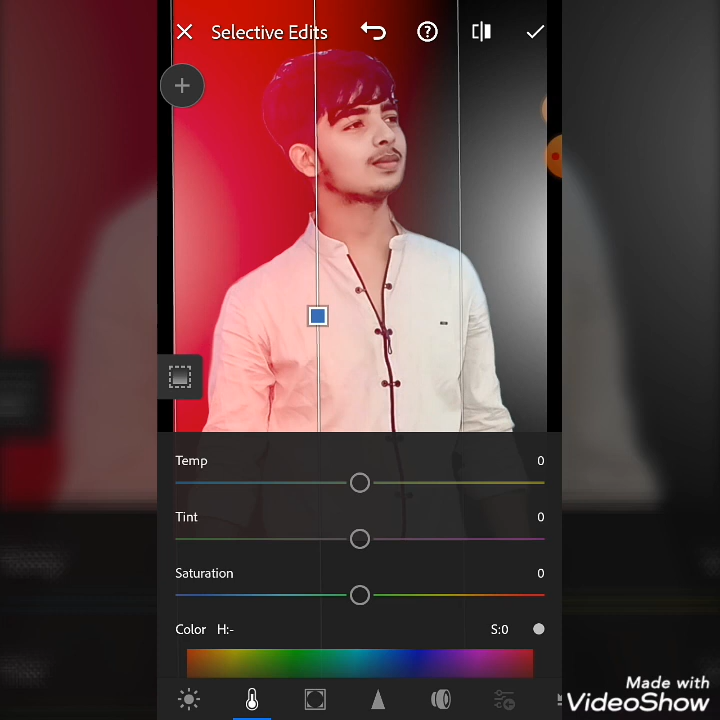 Selective Edits
Temp 0
Tint 0
Saturation 0
Color H:- S:0
Made with
VideoShow